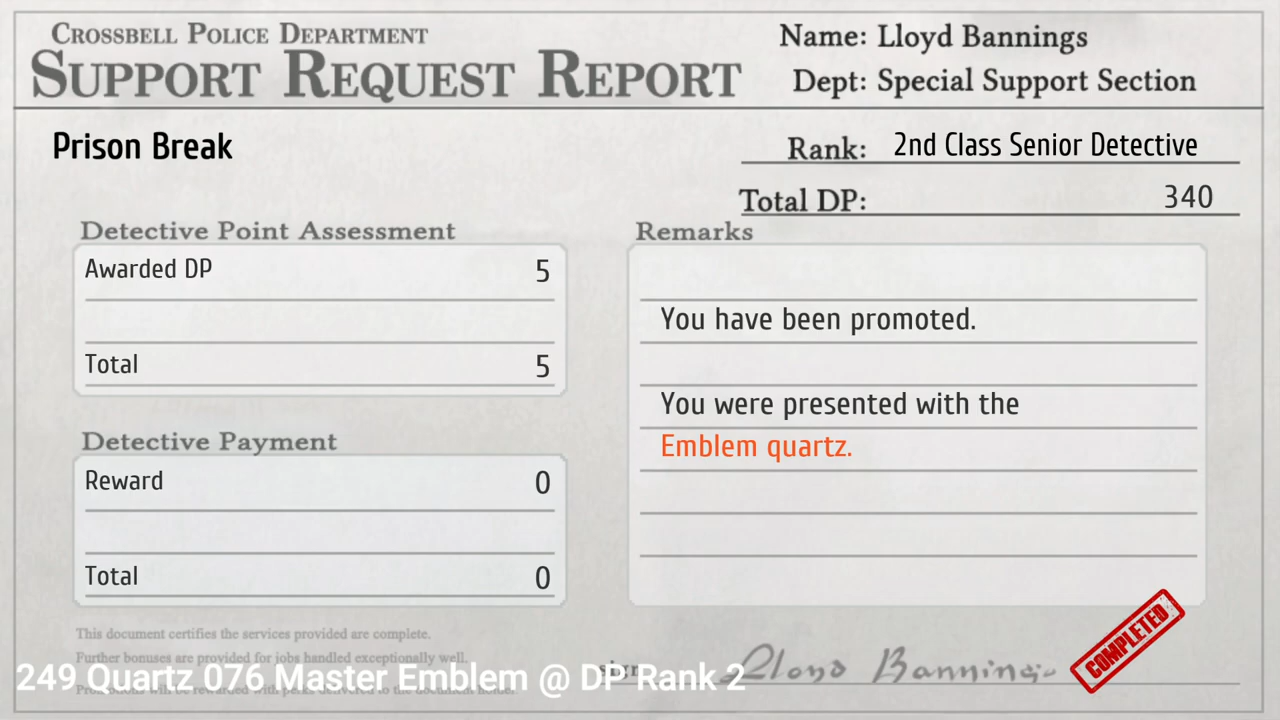 CROSSBELL POLICE DEPARTMENT
SUPPORT REQUEST REPORT
Name: Lloyd Bannings
Dept: Special Support Section
Prison Break
Rank: 2nd Class Senior Detective
Total DP: 340
Detective Point Assessment
Awarded DP 5
Total 5
Remarks
You have been promoted.
You were presented with the
Emblem quartz.
Detective Payment
Reward 0
Total 0
This document certifies the services provided are complete.
Further bonuses are provided for jobs handled exceptionally well.
sign Lloyd Bannings
COMPLETED
249 Quartz 076 Master Emblem @ DP Rank 2